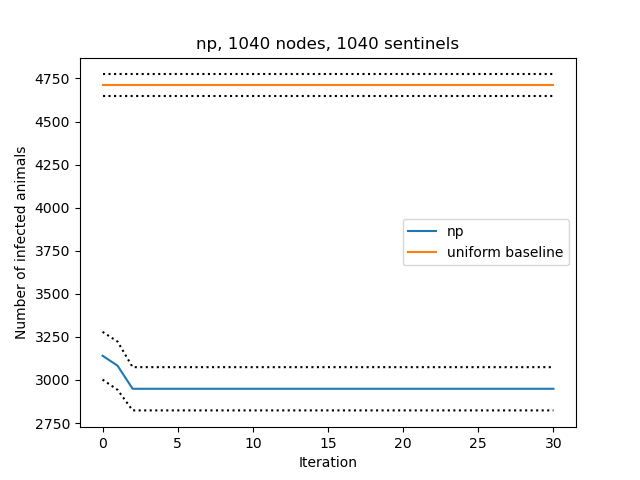 np, 1040 nodes, 1040 sentinels
Number of infected animals
4750
4500
4250
4000
3750
3500
3250
3000
2750
np
uniform baseline
0 5 10 15 20 25 30
Iteration